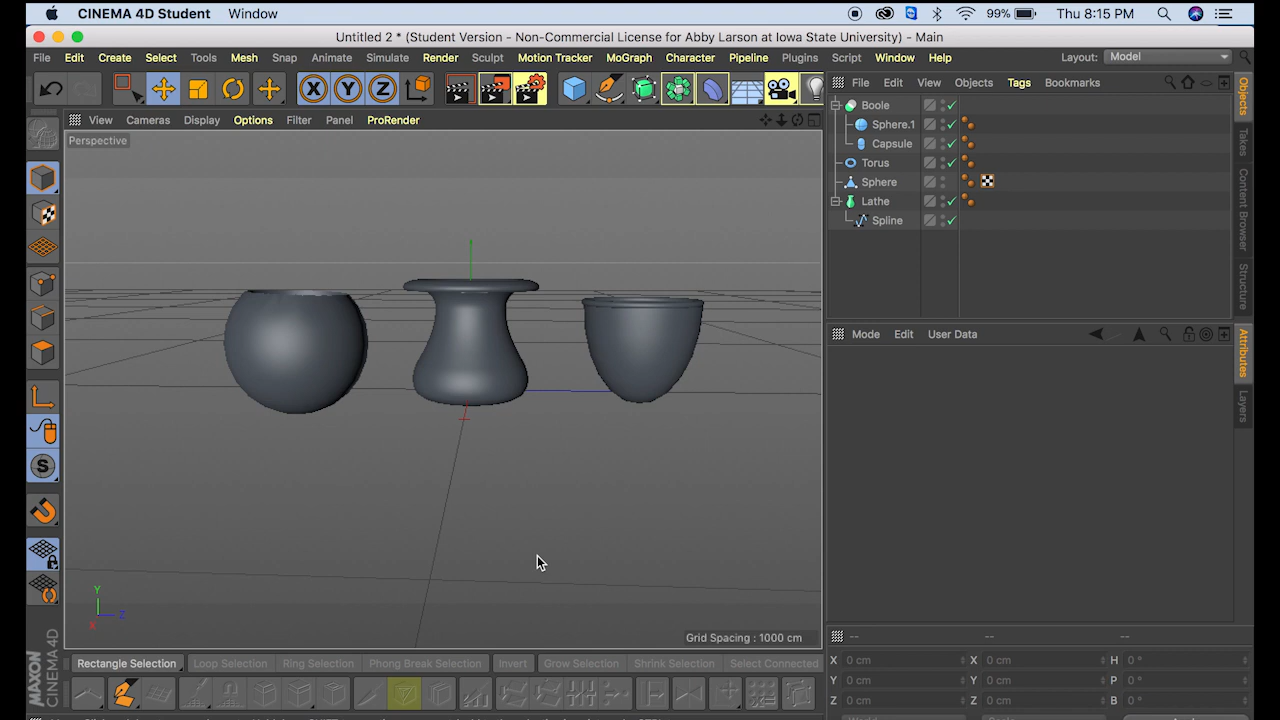 CINEMA 4D Student Window 99% Thu 8:15 PM
Untitled 2 * (Student Version - Non-Commercial License for Abby Larson at Iowa State University) - Main
File Edit Create Select Tools Mesh Snap Animate Simulate Render Sculpt Motion Tracker MoGraph Character Pipeline Plugins Script Window Help Layout: Model
X Y Z
File Edit View Objects Tags Bookmarks
View Cameras Display Options Filter Panel ProRender
Perspective
Boole
Sphere.1
Capsule
Torus
Sphere
Lathe
Spline
Objects
Takes
Content Browser
Structure
Mode Edit User Data
Attributes
Layers
S
Y
Z
X
Grid Spacing : 1000 cm
Rectangle Selection Loop Selection Ring Selection Phong Break Selection Invert Grow Selection Shrink Selection Select Connected
-- -- --
X 0 cm X 0 cm H 0 °
Y 0 cm Y 0 cm P 0 °
Z 0 cm Z 0 cm B 0 °
MAXON
CINEMA 4D